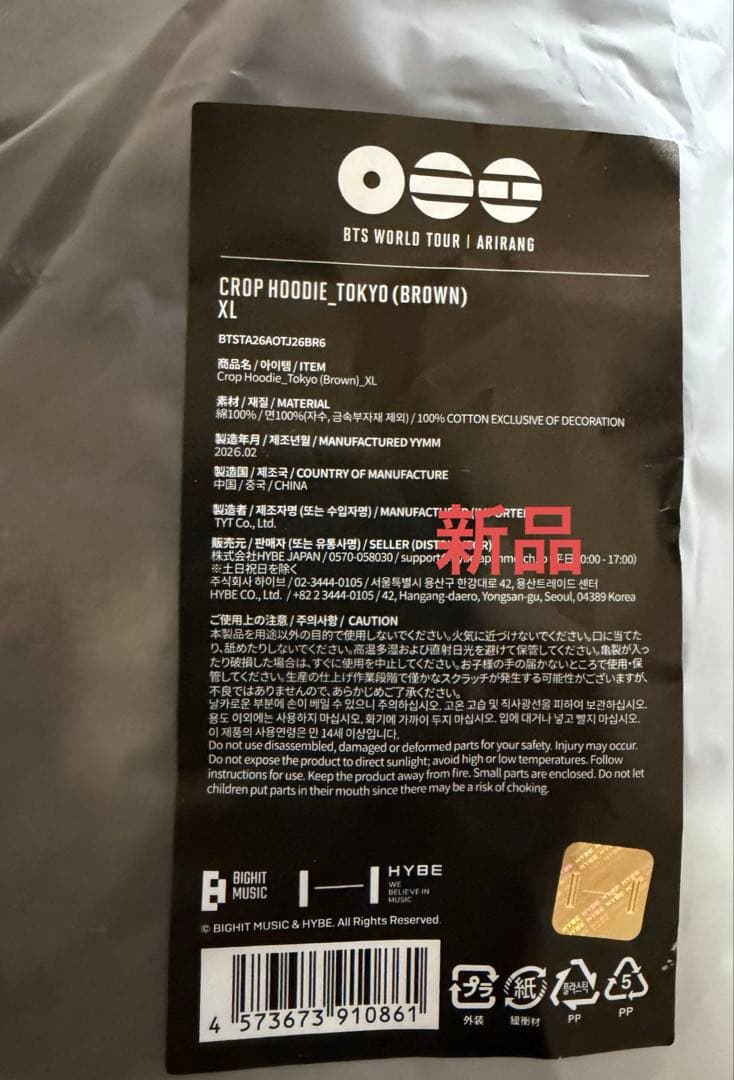 BTS WORLD TOUR | ARIRANG
CROP HOODIE_TOKYO (BROWN)
XL
BTSTA26AOTJ26BR6
商品名 / 아이템 / ITEM
Crop Hoodie_Tokyo (Brown)_XL
素材 / 재질 / MATERIAL
綿100% / 면100%(자수, 금속부자재 제외) / 100% COTTON EXCLUSIVE OF DECORATION
製造年月 / 제조년월 / MANUFACTURED YYMM
2026.02
製造国 / 제조국 / COUNTRY OF MANUFACTURE
中国 / 중국 / CHINA
製造者 / 제조자명 (또는 수입자명) /
TYT Co., Ltd.
新品
販売元 / 판매자 (또는 유통사명) / SELLER
株式会社HYBE JAPAN / 0570-058030 / - 17:00)
※土日祝日を除く
주식회사 하이브 / 02-3444-0105 / 서울특별시 용산구 한강대로 42, 용산트레이드 센터
HYBE CO., Ltd. / +82 2 3444-0105 / 42, Hangang-daero, Yongsan-gu, Seoul, 04389 Korea
ご使用上の注意 / 주의사항 / CAUTION
本製品を用途以外の目的で使用しないでください。火気に近づけないでください。口に当てた
り、舐めたりしないでください。高温多湿および直射日光を避けて保管してください。亀裂が入っ
たり破損した場合は、すぐに使用を中止してください。お子様の手の届かないところで使用・保
管してください。生産の仕上げ作業段階で僅かなスクラッチが発生する可能性がございますが、
不良ではありませんので、あらかじめご了承ください。
날카로운 부분에 손이 베일 수 있으니 주의하십시오. 고온 고습 및 직사광선을 피하여 보관하십시오.
용도 이외에는 사용하지 마십시오. 화기에 가까이 두지 마십시오. 입에 대거나 넣고 빨지 마십시오.
이 제품의 사용연령은 만 14세 이상입니다.
Do not use disassembled, damaged or deformed parts for your safety. Injury may occur.
Do not expose the product to direct sunlight; avoid high or low temperatures. Follow
instructions for use. Keep the product away from fire. Small parts are enclosed. Do not let
children put parts in their mouth since there may be a risk of choking.
BIGHIT
MUSIC
HYBE
WE
BELIEVE IN
MUSIC
© BIGHIT MUSIC & HYBE. All Rights Reserved.
4 573673 910861
プラ
外装
紙
緩衝材
플라스틱
PP
5
PP